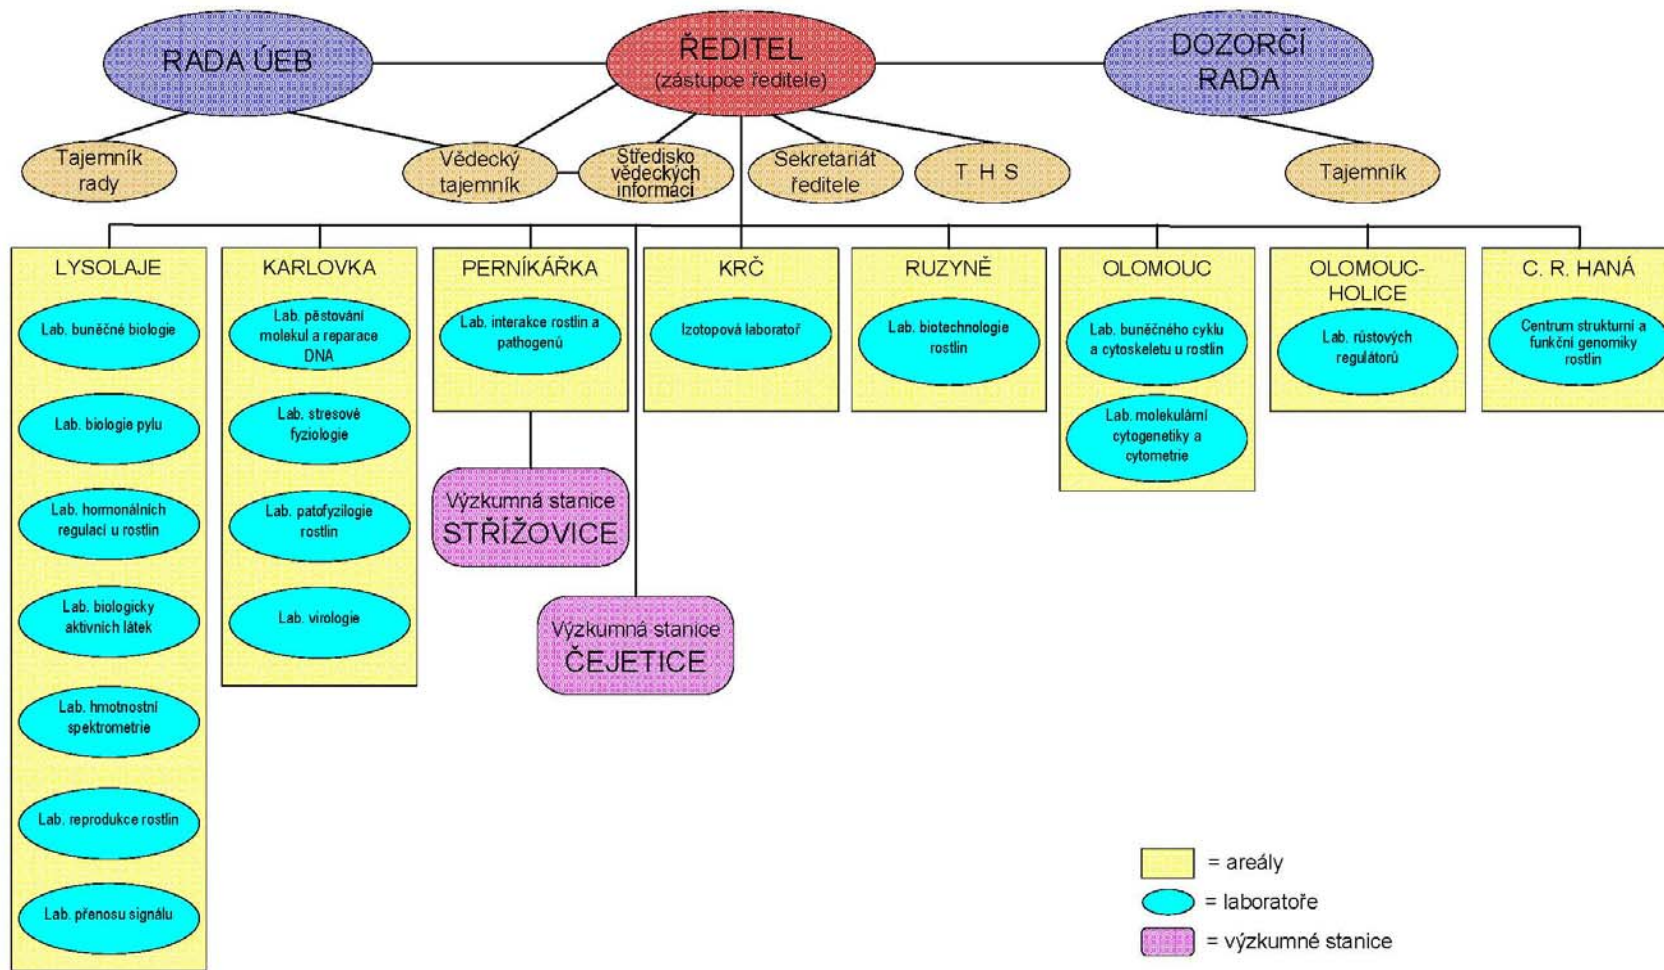 RADA ÚEB
ŘEDITEL
(zástupce ředitele)
DOZORČÍ
RADA
Tajemník
rady
Vědecký
tajemník
Středisko
vědeckých
informací
Sekretariát
ředitele
T H S
Tajemník
LYSOLAJE
Lab. buněčné biologie
Lab. biologie pylu
Lab. hormonálních
regulací u rostlin
Lab. biologicky
aktivních látek
Lab. hmotnostní
spektrometrie
Lab. reprodukce rostlin
Lab. přenosu signálu
KARLOVKA
Lab. pěstování
molekul a reparace
DNA
Lab. stresové
fyziologie
Lab. patofyzilogie
rostlin
Lab. virologie
PERNÍKÁŘKA
Lab. interakce rostlin a
pathogenů
Výzkumná stanice
STŘÍŽOVICE
Výzkumná stanice
ČEJETICE
KRČ
Izotopová laboratoř
RUZYNĚ
Lab. biotechnologie
rostlin
OLOMOUC
Lab. buněčného cyklu
a cytoskeletu u rostlin
Lab. molekulární
cytogenetiky a
cytometrie
OLOMOUC-
HOLICE
Lab. růstových
regulátorů
C. R. HANÁ
Centrum strukturní a
funkční genomiky
rostlin
= areály
= laboratoře
= výzkumné stanice